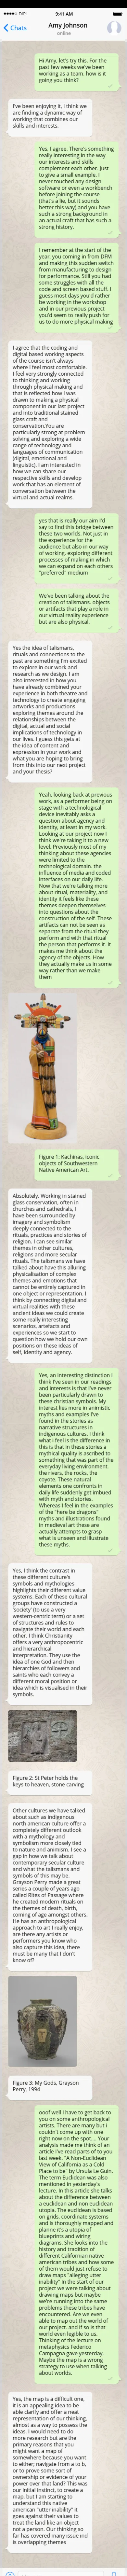 9:41 AM
Chats
Amy Johnson
online
Hi Amy, let's try this. For the
past few weeks we've been
working as a team. how is it
going you think?
I've been enjoying it, I think we
are finding a dynamic way of
working that combines our
skills and interests.
Yes, I agree. There's something
really interesting in the way
our interests and skills
complement each other. Just
to give a small example, I
never touched any design
software or even a workbench
before joining the course
(that's a lie, but it sounds
better this way) and you have
such a strong background in
an actual craft that has such a
strong history.
I remember at the start of the
year, you coming in from DFM
and making this sudden switch
from manufacturing to design
for performance. Still you had
some struggles with all the
code and screen based stuff. I
guess most days you'd rather
be working in the workshop
and for our previous project
you'd seem to really push for
us to do some physical making
I agree that the coding and
digital based working aspects
of the course isn't always
where I feel most comfortable.
I feel very strongly connected
to thinking and working
through physical making and
that is reflected how I was
drawn to making a physical
component for our last project
and into traditional stained
glass craft and
conservation.You are
particularly strong at problem
solving and exploring a wide
range of technology and
languages of communication
(digital, emotional and
linguistic). I am interested in
how we can share our
respective skills and develop
work that has an element of
conversation between the
virtual and actual realms.
yes that is really our aim I'd
say to find this bridge between
these two worlds. Not just in
the experience for the
audience but also in our way
of working, exploring different
mediums of making in which
we can expand on each others
"preferred" medium
We've been talking about the
creation of talismans, objects
or artifacts that play a role in
our virtual reality experience
but are also physical.
Yes the idea of talismans,
rituals and connections to the
past are something I'm excited
to explore in our work and
research as we design. I am
also interested in how you
have already combined your
experience in both theatre and
technology to create engaging
artworks and productions
exploring themes around the
relationships between the
digital, actual and social
implications of technology in
our lives. I guess this gets at
the idea of content and
expression in your work and
what you are hoping to bring
from this into our next project
and your thesis?
Yeah, looking back at previous
work, as a performer being on
stage with a technological
device inevitably asks a
question about agency and
identity, at least in my work.
Looking at our project now I
think we're taking it to a new
level. Previously most of my
thinking about these agencies
were limited to the
technological domain. the
influence of media and coded
interfaces on our daily life.
Now that we're talking more
about ritual, materiality, and
identity it feels like these
themes deepen themselves
into questions about the
construction of the self. These
artifacts can not be seen
separate from the ritual they
perform and with that ritual
the person that performs it. It
makes me think about the
agency of the objects. How
they actually make us in some
way rather than we make
them
Figure 1: Kachinas, iconic
objects of Southwestern
Native American Art.
Absolutely. Working in stained
glass conservation, often in
churches and cathedrals, I
have been surrounded by
imagery and symbolism
deeply connected to the
rituals, practices and stories of
religion. I can see similar
themes in other cultures,
religions and more secular
rituals. The talismans we have
talked about have this alluring
physicalisation of complex
themes and emotions that
cannot be entirely captured in
one object or representation. I
think by connecting digital and
virtual realities with these
ancient ideas we could create
some really interesting
scenarios, artefacts and
experiences so we start to
question how we hold our own
positions on these ideas of
self, identity and agency.
Yes, an interesting distinction I
think I've seen in our readings
and interests is that I've never
been particularly drawn to
these christian symbols. My
interest lies more in animistic
myths and examples I've
found in the stories as
narrative structures in
indigenous cultures. I think
what I feel is the difference in
this is that in these stories a
mythical quality is ascribed to
something that was part of the
everyday living environment.
the rivers, the rocks, the
coyote. These natural
elements one confronts in
daily life suddenly get imbued
with myth and stories.
Whereas I feel in the examples
of the "here be dragons"
myths and illustrations found
in medieval art these are
actually attempts to grasp
what is unseen and illustrate
these myths.
Yes, I think the contrast in
these different culture's
symbols and mythologies
highlights their different value
systems. Each of these cultural
groups have constructed a
society (to use a very
western-centric term) or a set
of structures and rules to
navigate their world and each
other. I think Christianity
offers a very anthropocentric
and hierarchical
interpretation. They use the
idea of one God and then
hierarchies of followers and
saints who each convey a
different moral position or
idea which is visualised in their
symbols.
Figure 2: St Peter holds the
keys to heaven, stone carving
Other cultures we have talked
about such as indigenous
north american culture offer a
completely different outlook
with a mythology and
symbolism more closely tied
to nature and animism. I see a
gap in how we talk about
contemporary secular culture
and what the talismans and
symbols of this may be.
Grayson Perry made a great
series a couple of years ago
called Rites of Passage where
he created modern rituals on
the themes of death, birth,
coming of age amongst others.
He has an anthropological
approach to art I really enjoy,
are there any artists or
performers you know who
also capture this idea, there
must be many that I don't
know of?
Figure 3: My Gods, Grayson
Perry, 1994
ooof well I have to get back to
you on some anthropological
artists. There are many but i
couldn't come up with one
right now on the spot.... Your
analysis made me think of an
article I've read parts of to you
last week. "A Non-Euclidean
View of California as a Cold
Place to be" by Ursula Le Guin.
The term Euclidean was also
mentioned in yesterday's
lecture. In this article she talks
about the difference between
a euclidean and non euclidean
utopia. The euclidean is based
on grids, coordinate systems
and is thoroughly mapped and
planned it's a utopia of
blueprints and wiring
diagrams. She looks into the
history and tradition of
different Californian native
american tribes and how some
of them would just refuse to
draw maps "alleging utter
inability" In the start of our
project we were talking about
drawing maps but maybe
we're running into the same
problems these tribes have
encountered. Are we even
able to map out the world of
our project. and if so is that
world even legible to us.
Thinking of the lecture on
metaphysics Federico
Campagna gave yesterday.
Maybe the map is a wrong
strategy to use when talking
about worlds.
Yes, the map is a difficult one,
it is an appealing idea to be
able clarify and offer a neat
representation of our thinking,
almost as a way to possess the
ideas. I would need to do
more research but are the
primary reasons that you
might want a map of
somewhere because you want
to either, navigate from a to b,
or to prove some sort of
ownership or evidence of your
power over that land? This was
our initial instinct, to create a
map, but I am starting to
understand this native
american "utter inability" it
goes against their values to
treat the land like an object
not a person. Our thinking so
far has covered many issue ind
is overlapping themes